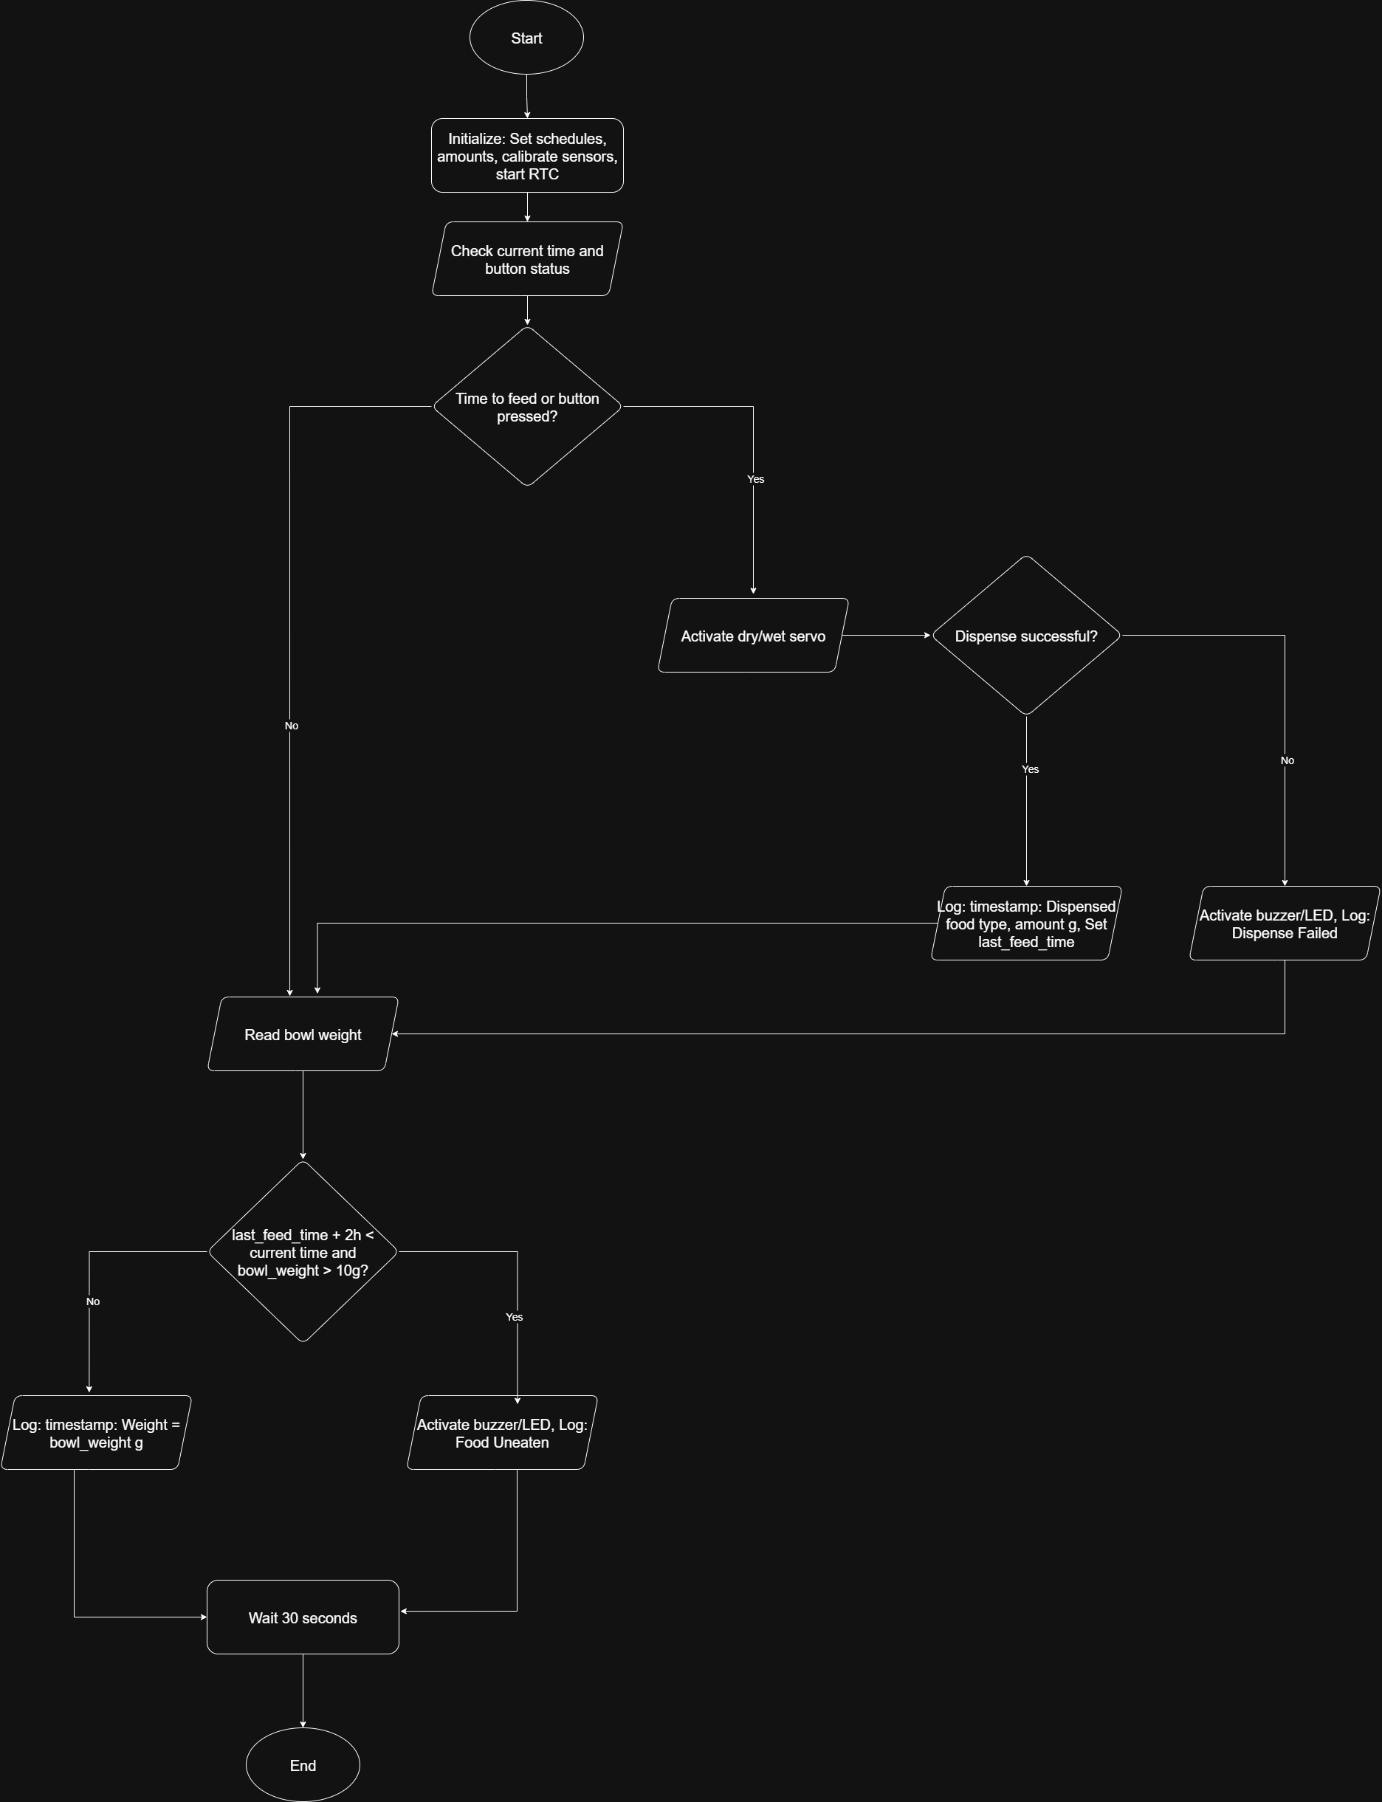 Start
Initialize: Set schedules,
amounts, calibrate sensors,
start RTC
Check current time and
button status
Time to feed or button
pressed?
Yes
Activate dry/wet servo
Dispense successful?
No
Yes
No
Log: timestamp: Dispensed
food type, amount g, Set
last_feed_time
Activate buzzer/LED, Log:
Dispense Failed
Read bowl weight
last_feed_time + 2h <
current time and
bowl_weight > 10g?
No
Yes
Log: timestamp: Weight =
bowl_weight g
Activate buzzer/LED, Log:
Food Uneaten
Wait 30 seconds
End